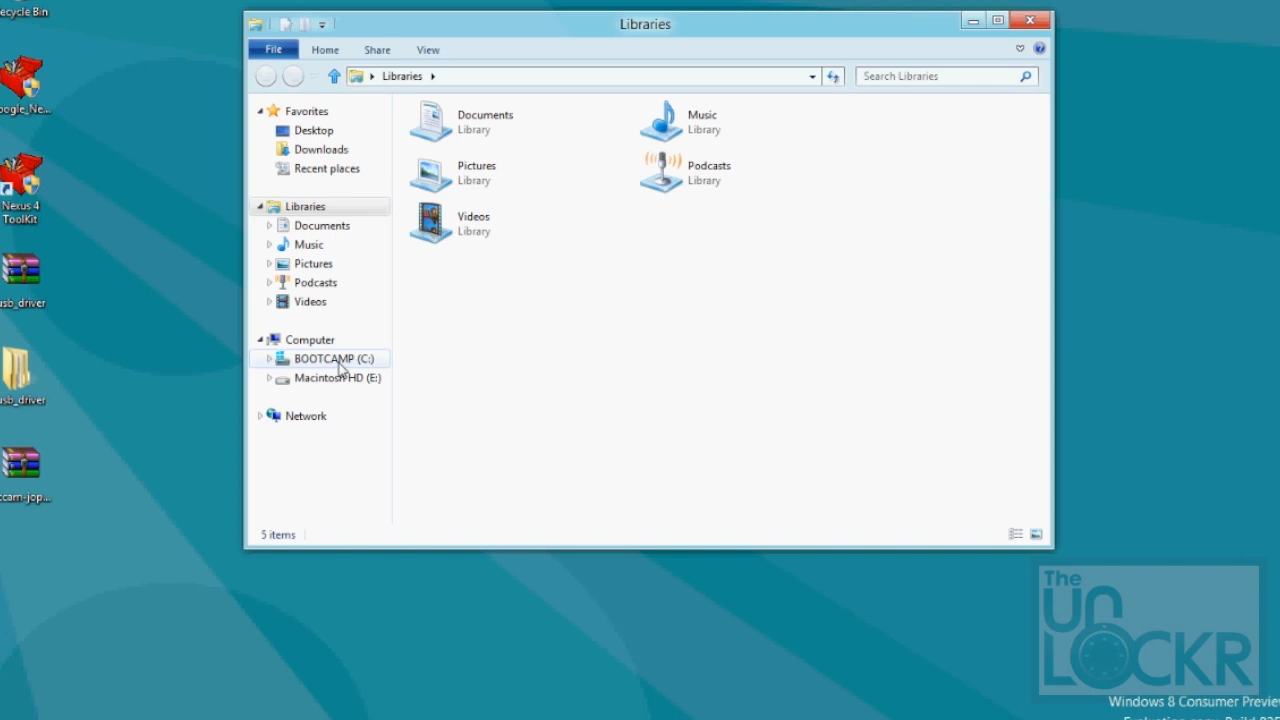 ecycle Bin
oogle_Ne...
Nexus 4
ToolKit
usb_driver
usb_driver
ccam-jop...
Libraries
File Home Share View
Libraries
Search Libraries
Favorites
Desktop
Downloads
Recent places
Libraries
Documents
Music
Pictures
Podcasts
Videos
Computer
BOOTCAMP (C:)
Macintosh HD (E:)
Network
Documents
Library
Music
Library
Pictures
Library
Podcasts
Library
Videos
Library
5 items
The
UN
LOCKR
Windows 8 Consumer Preview